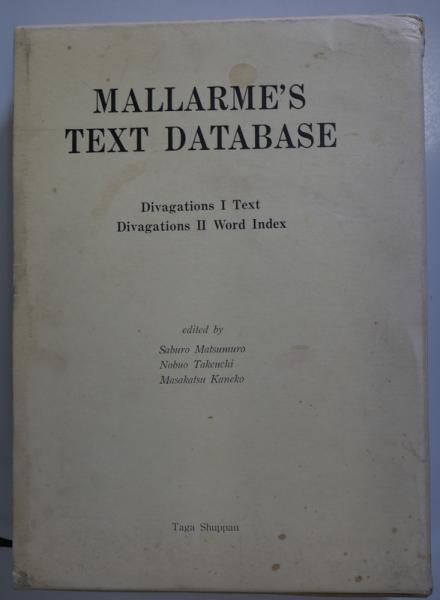 MALLARME'S
TEXT DATABASE
Divagations I Text
Divagations II Word Index
edited by
Saburo Matsumuro
Nobuo Takeuchi
Masakatsu Kaneko
Taga Shuppan